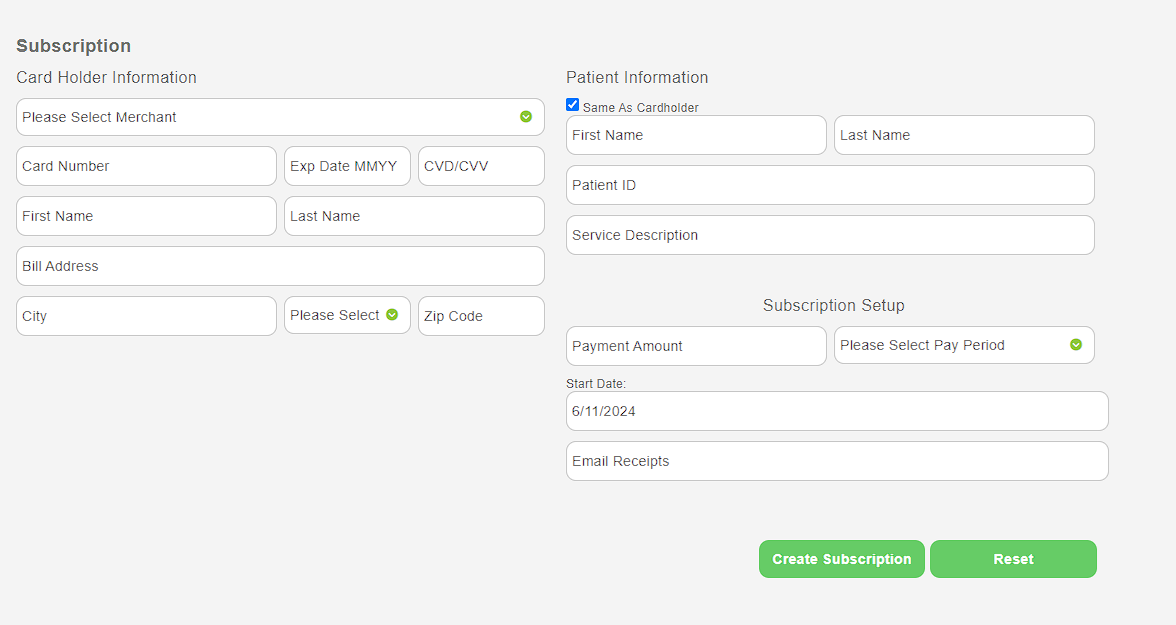 Subscription
Card Holder Information
Please Select Merchant
Card Number
Exp Date MMYY
CVD/CVV
First Name
Last Name
Bill Address
City
Please Select
Zip Code
Patient Information
Same As Cardholder
First Name
Last Name
Patient ID
Service Description
Subscription Setup
Payment Amount
Please Select Pay Period
Start Date:
6/11/2024
Email Receipts
Create Subscription
Reset